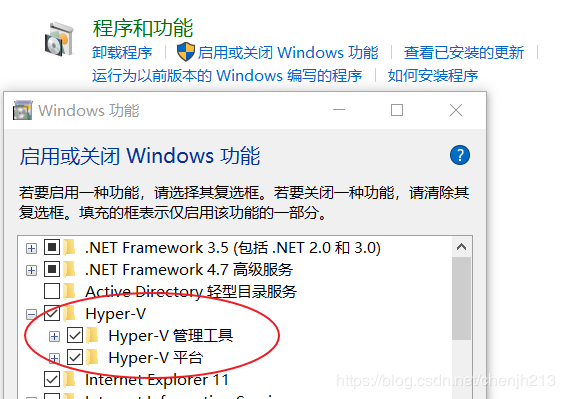 程序和功能
卸载程序 启用或关闭 Windows 功能 查看已安装的更新
运行为以前版本的 Windows 编写的程序 如何安装程序
Windows 功能
启用或关闭 Windows 功能
若要启用一种功能，请选择其复选框。若要关闭一种功能，请清除其
复选框。填充的框表示仅启用该功能的一部分。
.NET Framework 3.5 (包括 .NET 2.0 和 3.0)
.NET Framework 4.7 高级服务
Active Directory 轻型目录服务
Hyper-V
Hyper-V 管理工具
Hyper-V 平台
Internet Explorer 11
https://blog.csdn.net/chenjh213